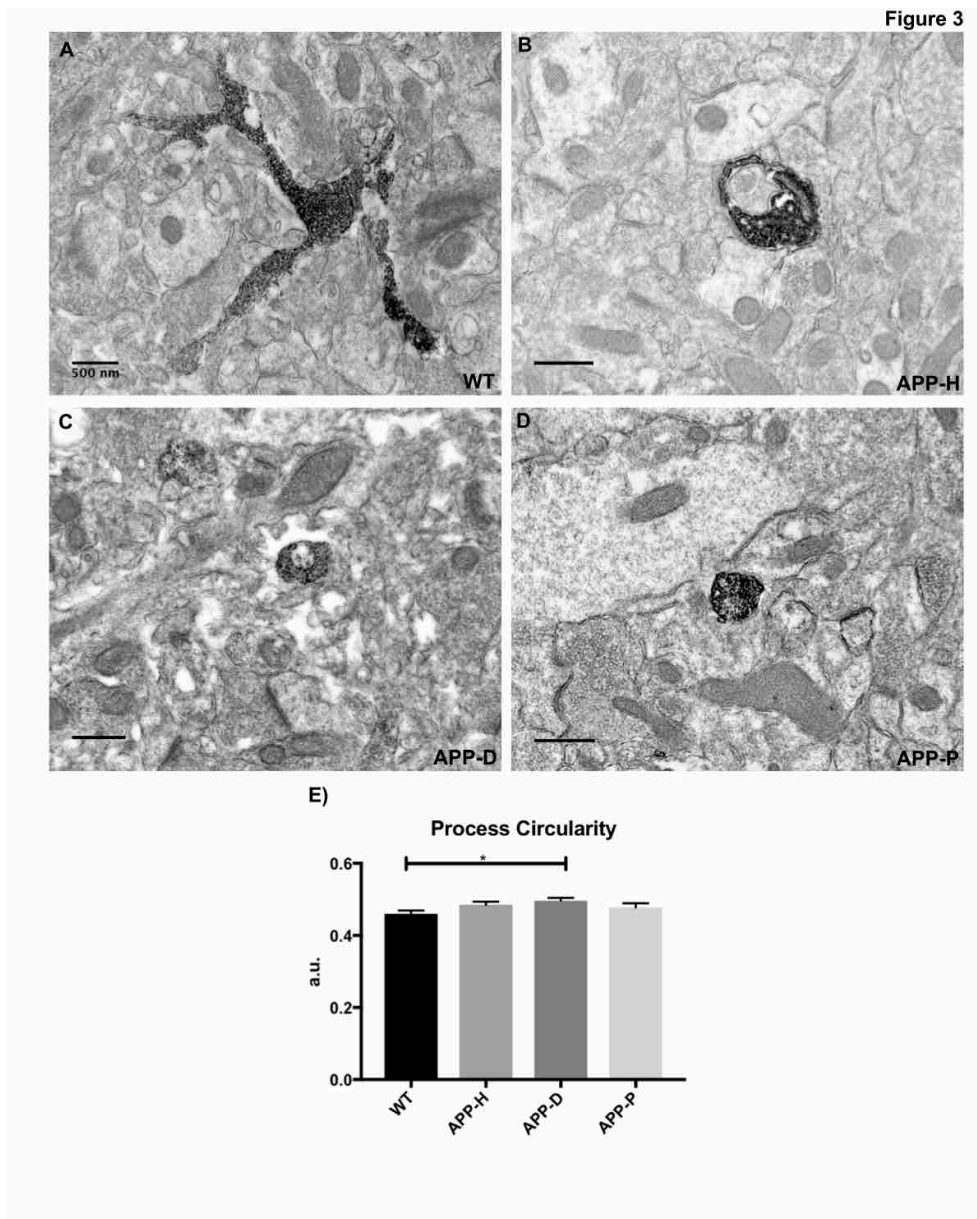 Figure 3
A
B
500 nm
WT
APP-H
C
D
APP-D
APP-P
E)
Process Circularity
0.6
*
0.4
a.u.
0.2
0.0
WT
APP-H
APP-D
APP-P